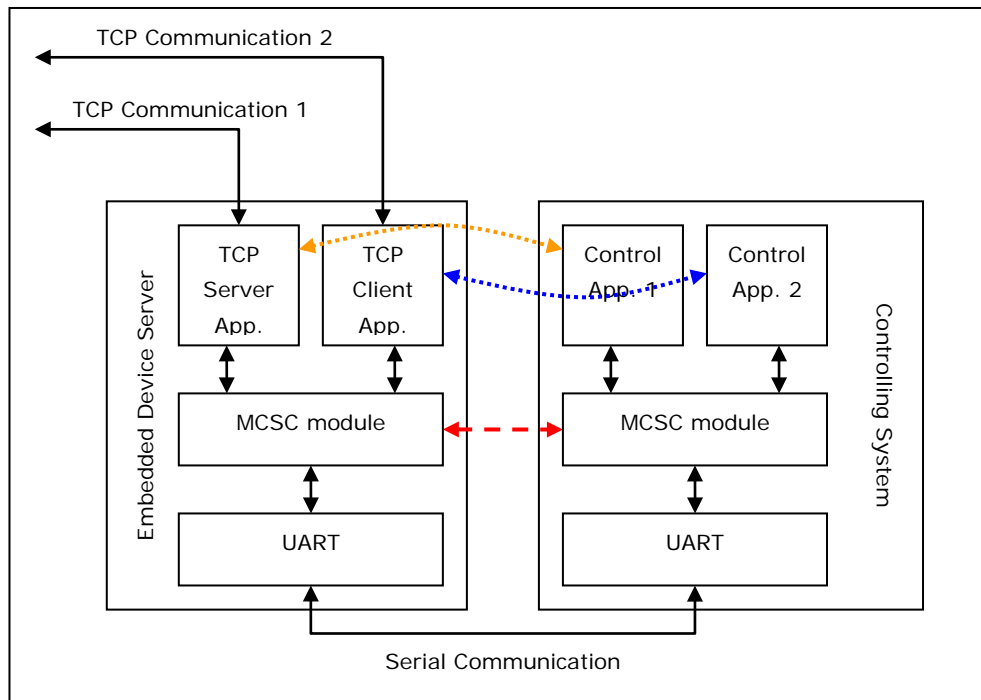 TCP Communication 2
TCP Communication 1
Embedded Device Server
TCP
Server
App.
TCP
Client
App.
Control
App. 1
Control
App. 2
Controlling System
MCSC module
MCSC module
UART
UART
Serial Communication